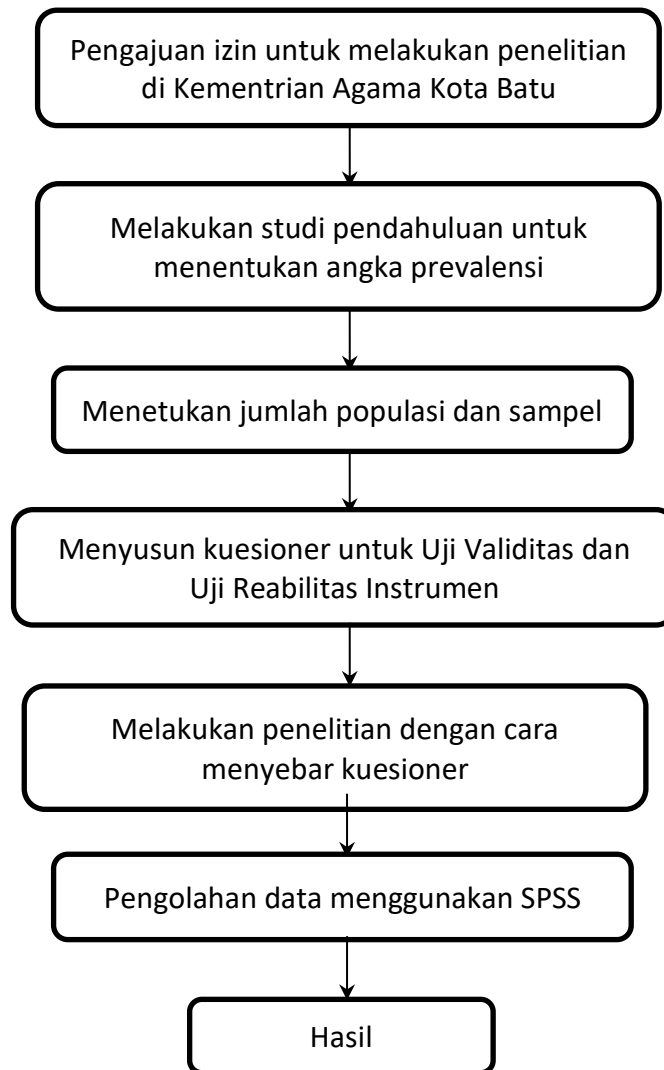 Pengajuan izin untuk melakukan penelitian
di Kementrian Agama Kota Batu
Melakukan studi pendahuluan untuk
menentukan angka prevalensi
Menetukan jumlah populasi dan sampel
Menyusun kuesioner untuk Uji Validitas dan
Uji Reabilitas Instrumen
Melakukan penelitian dengan cara
menyebar kuesioner
Pengolahan data menggunakan SPSS
Hasil